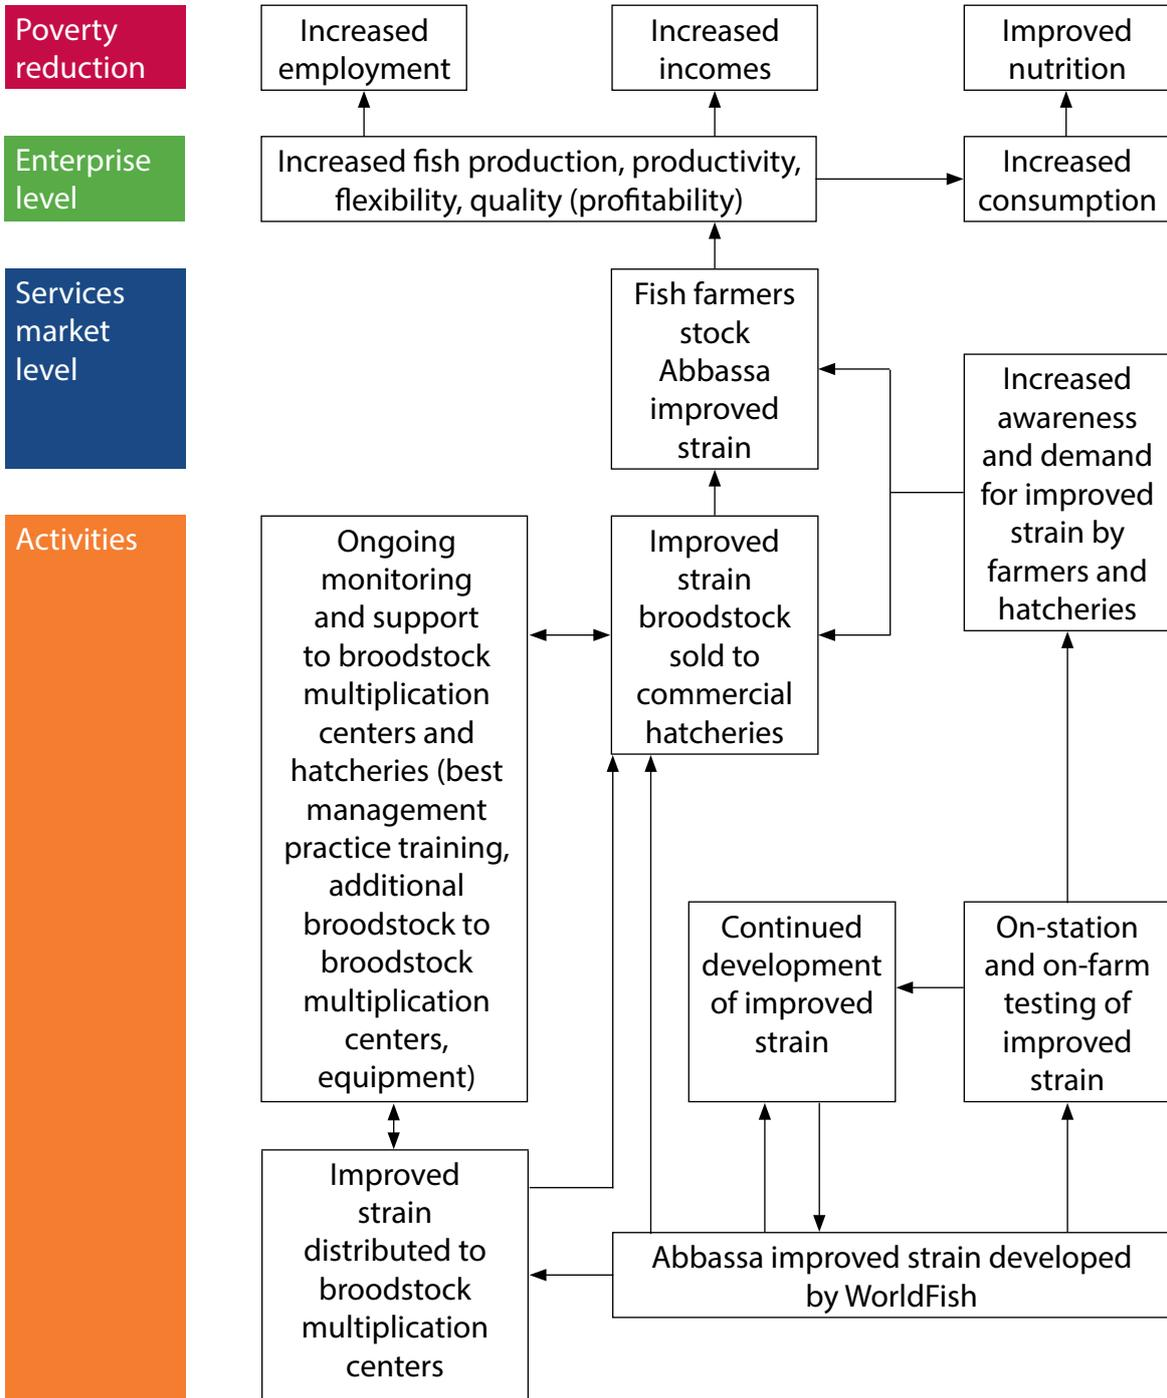 Poverty
reduction
Increased
employment
Increased
incomes
Improved
nutrition
Enterprise
level
Increased fish production, productivity,
flexibility, quality (profitability)
Increased
consumption
Services
market
level
Fish farmers
stock
Abbassa
improved
strain
Increased
awareness
and demand
for improved
strain by
farmers and
hatcheries
Activities
Ongoing
monitoring
and support
to broodstock
multiplication
centers and
hatcheries (best
management
practice training,
additional
broodstock to
broodstock
multiplication
centers,
equipment)
Improved
strain
broodstock
sold to
commercial
hatcheries
Continued
development
of improved
strain
On-station
and on-farm
testing of
improved
strain
Improved
strain
distributed to
broodstock
multiplication
centers
Abbassa improved strain developed
by WorldFish